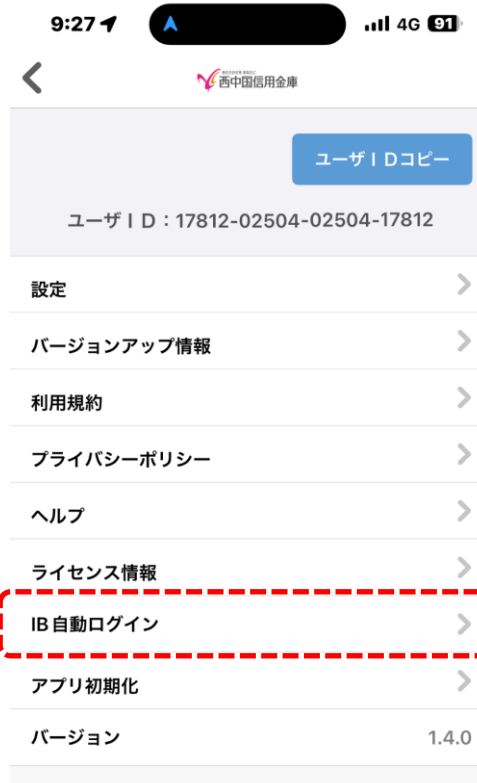 9:27
4G 91
西中国信用金庫
ユーザＩＤコピー
ユーザＩＤ：17812-02504-02504-17812
設定
バージョンアップ情報
利用規約
プライバシーポリシー
ヘルプ
ライセンス情報
IB自動ログイン
アプリ初期化
バージョン 1.4.0